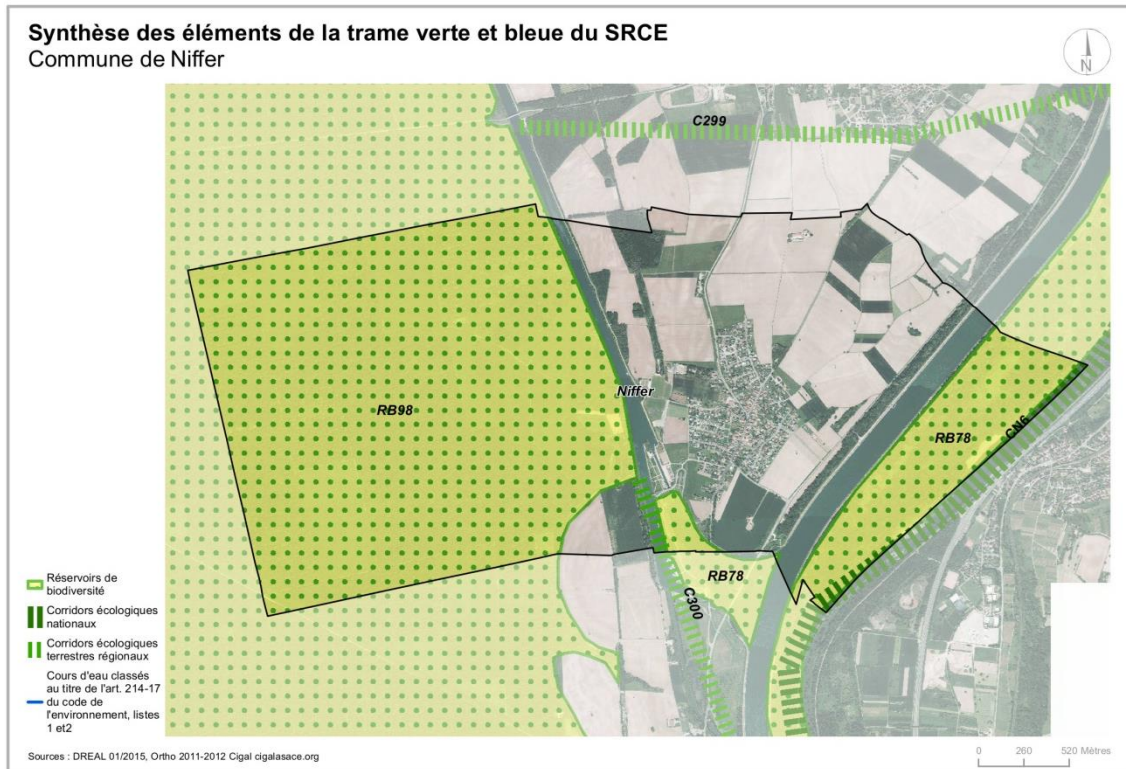 Synthèse des éléments de la trame verte et bleue du SRCE
Commune de Niffer
N
C299
Niffer
RB98
RB78
CN6
RB78
C300
Réservoirs de
biodiversité
Corridors écologiques
nationaux
Corridors écologiques
terrestres régionaux
Cours d'eau classés
au titre de l'art. 214-17
du code de
l'environnement, listes
1 et2
Sources : DREAL 01/2015, Ortho 2011-2012 Cigal cigalasace.org
0 260 520 Mètres